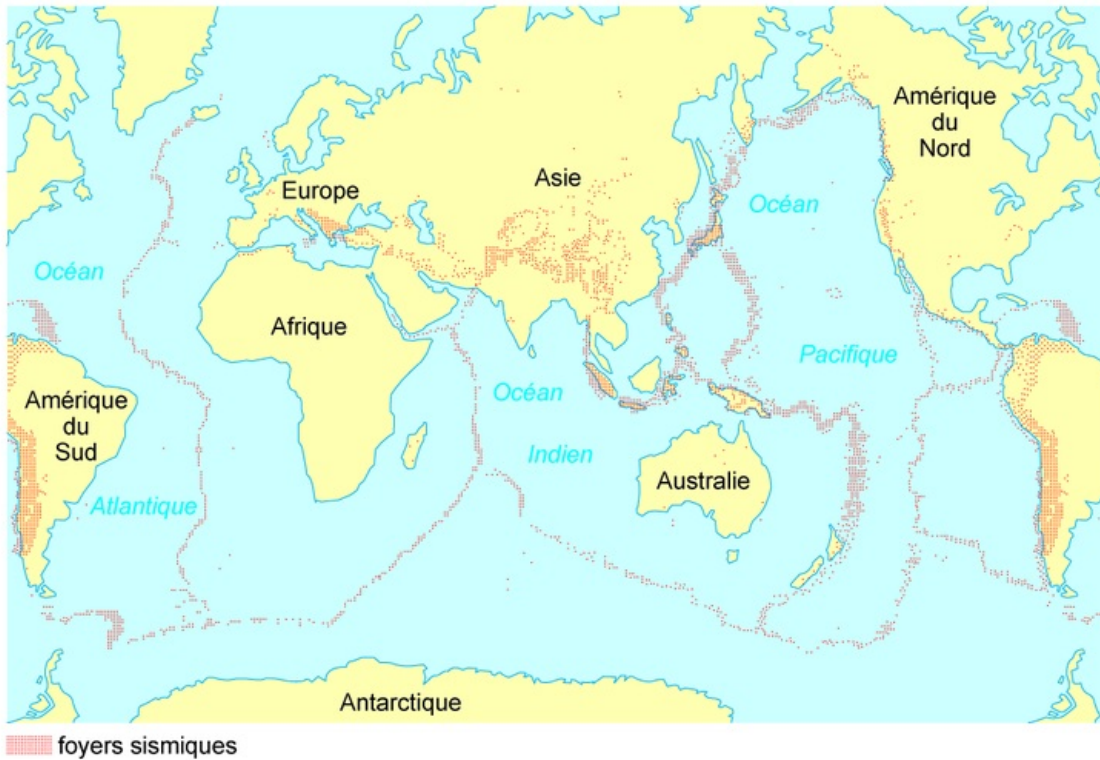 Amérique
du
Nord
Europe
Asie
Océan
Océan
Afrique
Pacifique
Océan
Amérique
du
Sud
Indien
Australie
Atlantique
Antarctique
foyers sismiques